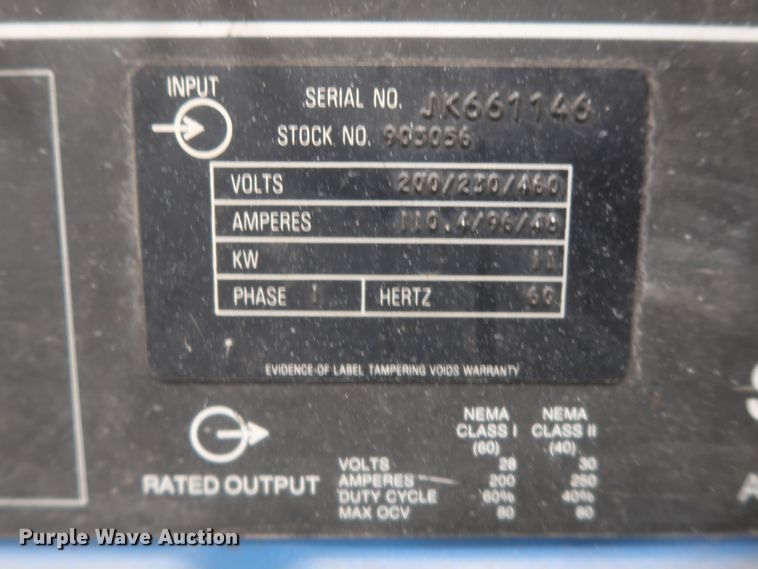 INPUT
SERIAL NO. JK661146
STOCK NO. 903056
VOLTS 200/230/460
AMPERES 110.4/96/48
KW 11
PHASE 1 HERTZ 60
EVIDENCE OF LABEL TAMPERING VOIDS WARRANTY
NEMA NEMA
CLASS I CLASS II
(60) (40)
RATED OUTPUT
VOLTS 28 30
AMPERES 200 250
DUTY CYCLE 60% 40%
MAX OCV 80 80
Purple Wave Auction